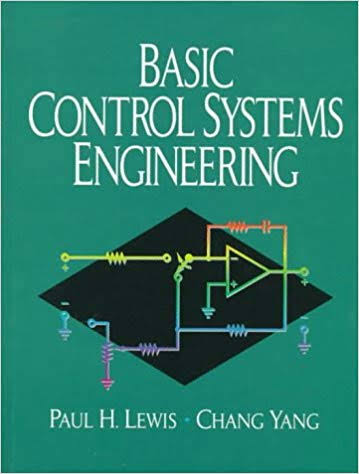 BASIC
CONTROL SYSTEMS
ENGINEERING
PAUL H. LEWIS · CHANG YANG